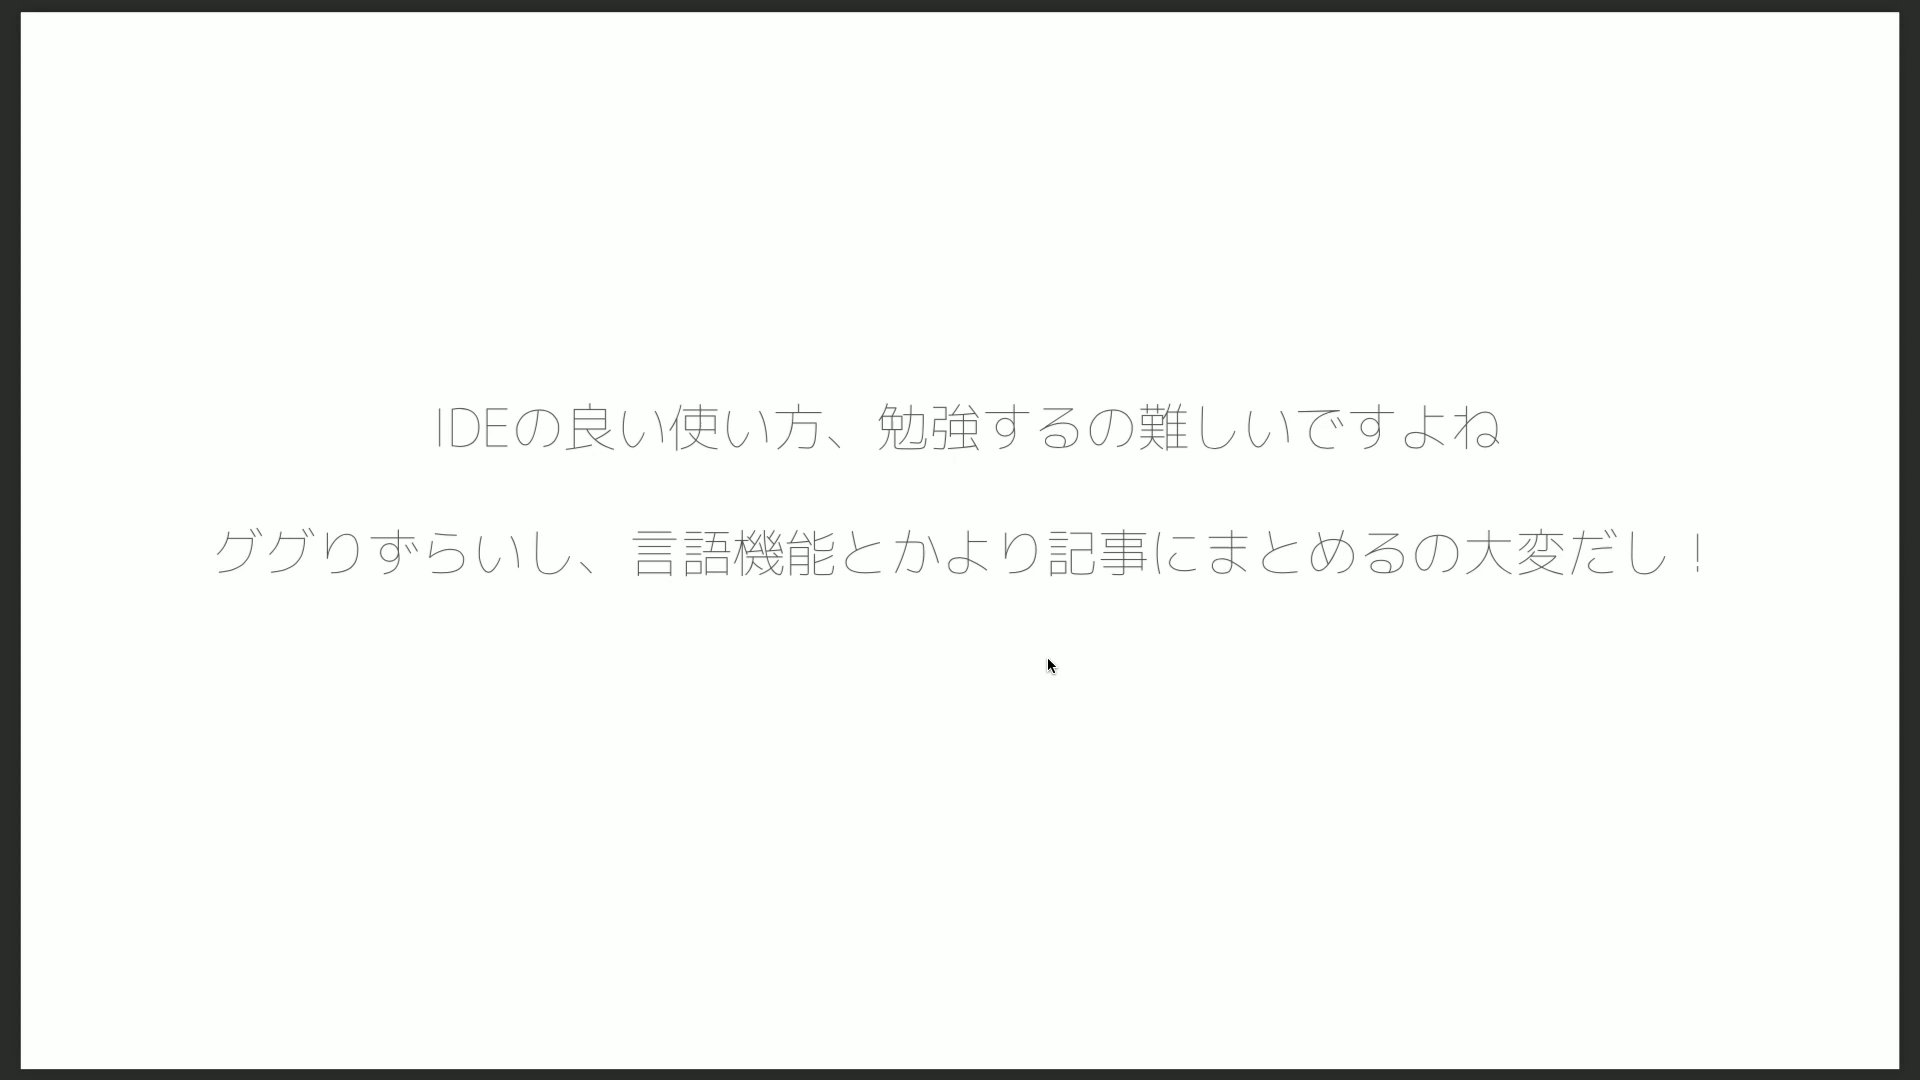 IDEの良い使い方、勉強するの難しいですよね
ググりずらいし、言語機能とかより記事にまとめるの大変だし！